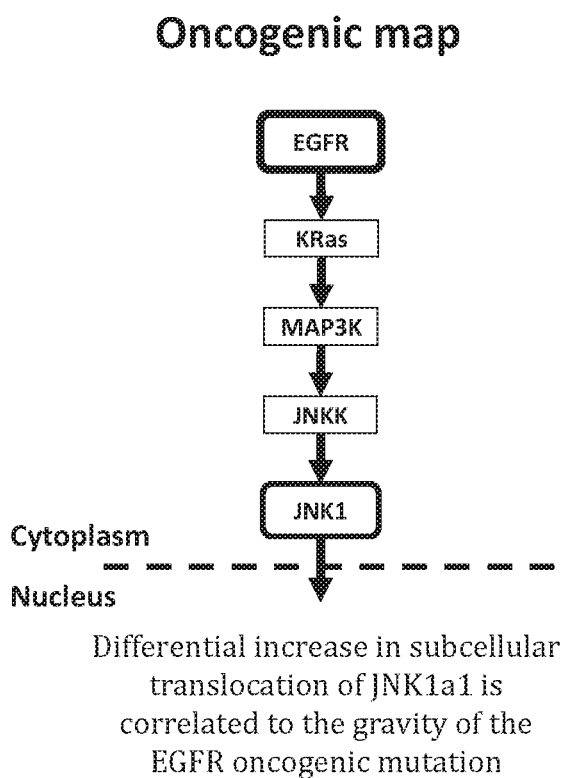 Oncogenic map
EGFR
KRas
MAP3K
JNKK
JNK1
Cytoplasm
Nucleus
Differential increase in subcellular
translocation of JNK1a1 is
correlated to the gravity of the
EGFR oncogenic mutation